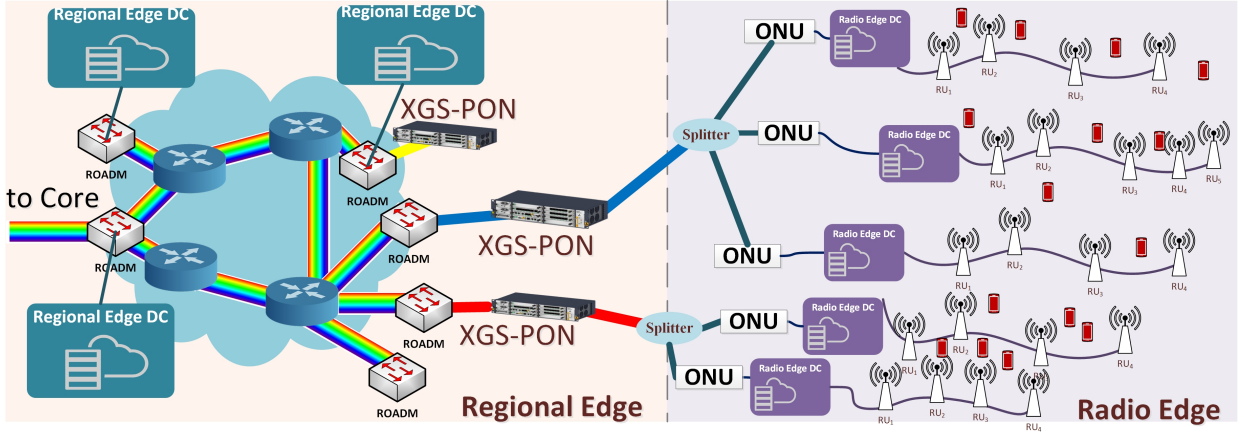 Regional Edge DC
Regional Edge DC
XGS-PON
ROADM
ROADM
to Core
ROADM
ROADM
XGS-PON
Regional Edge DC
ROADM
XGS-PON
ROADM
Regional Edge
Splitter
Splitter
ONU
Radio Edge DC
RU1
RU2
RU3
RU4
ONU
Radio Edge DC
RU1
RU2
RU3
RU4
RU5
ONU
Radio Edge DC
RU1
RU2
RU3
RU4
ONU
Radio Edge DC
RU1
RU2
RU4
ONU
Radio Edge DC
RU1
RU2
RU3
RU4
Radio Edge